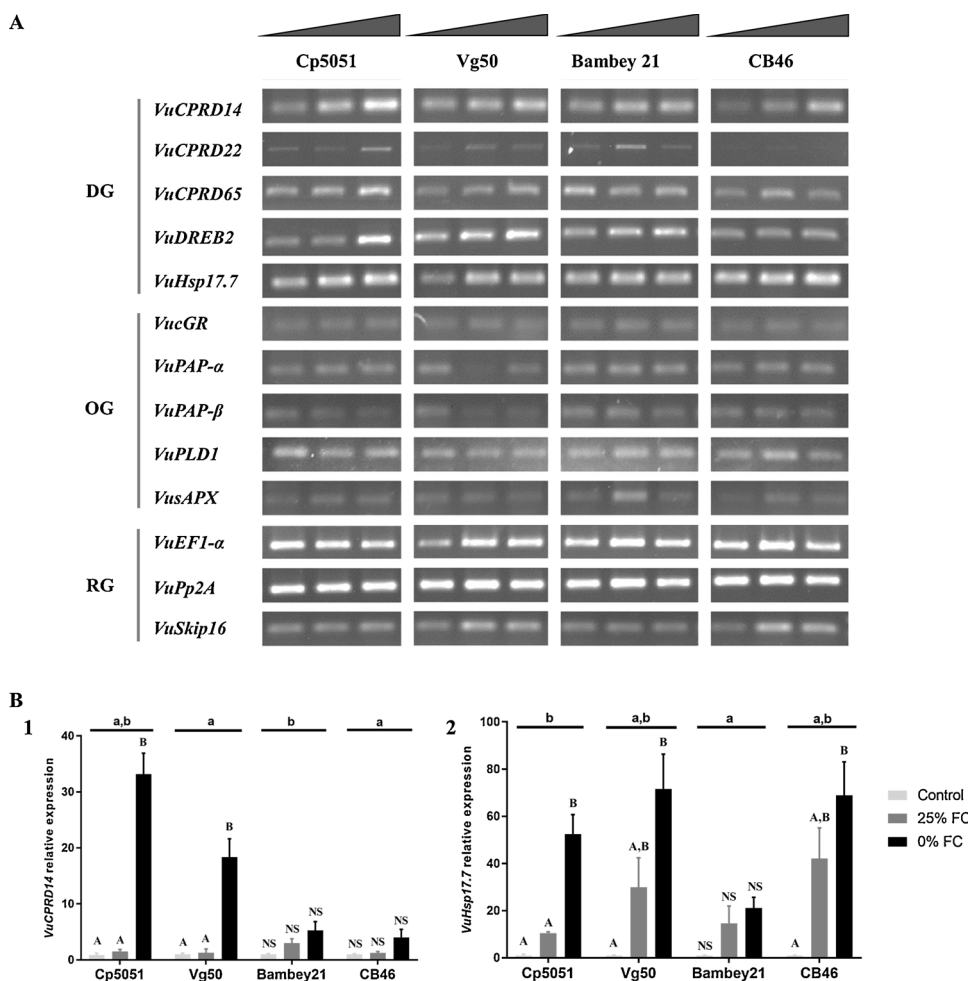 A
Cp5051 Vg50 Bambey 21 CB46
VuCPRD14
VuCPRD22
DG VuCPRD65
VuDREB2
VuHsp17.7
VucGR
VuPAP-α
OG VuPAP-β
VuPLD1
VusAPX
VuEF1-α
RG VuPp2A
VuSkip16
B
1
a,b a b a
VuCPRD14 relative expression
40
30
20
10
0
A A B
A A B
NS NS NS
NS NS NS
Cp5051 Vg50 Bambey21 CB46
2
b a,b a a,b
VuHsp17.7 relative expression
100
80
60
40
20
0
A A B
A A,B B
NS NS NS
A A,B B
Cp5051 Vg50 Bambey21 CB46
Control
25% FC
0% FC